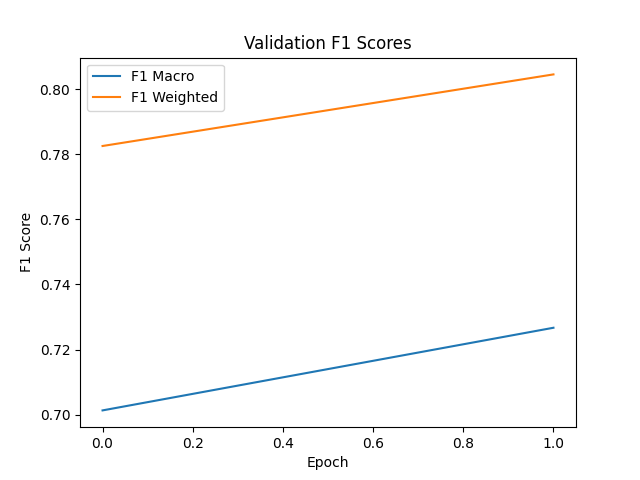 Validation F1 Scores
F1 Macro
F1 Weighted
0.80
0.78
0.76
0.74
0.72
0.70
F1 Score
0.0 0.2 0.4 0.6 0.8 1.0
Epoch